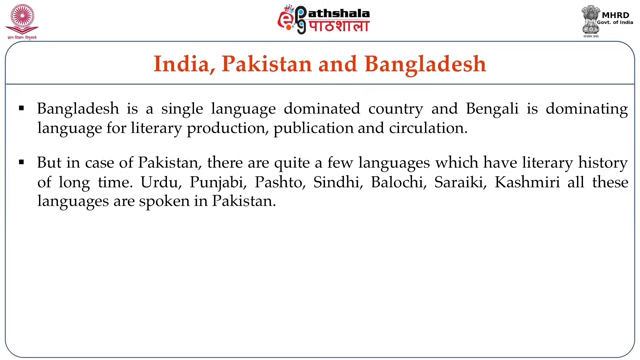 ePathshala
पाठशाला
MHRD
Govt. of India
India, Pakistan and Bangladesh
▪ Bangladesh is a single language dominated country and Bengali is dominating
language for literary production, publication and circulation.
▪ But in case of Pakistan, there are quite a few languages which have literary history
of long time. Urdu, Punjabi, Pashto, Sindhi, Balochi, Saraiki, Kashmiri all these
languages are spoken in Pakistan.